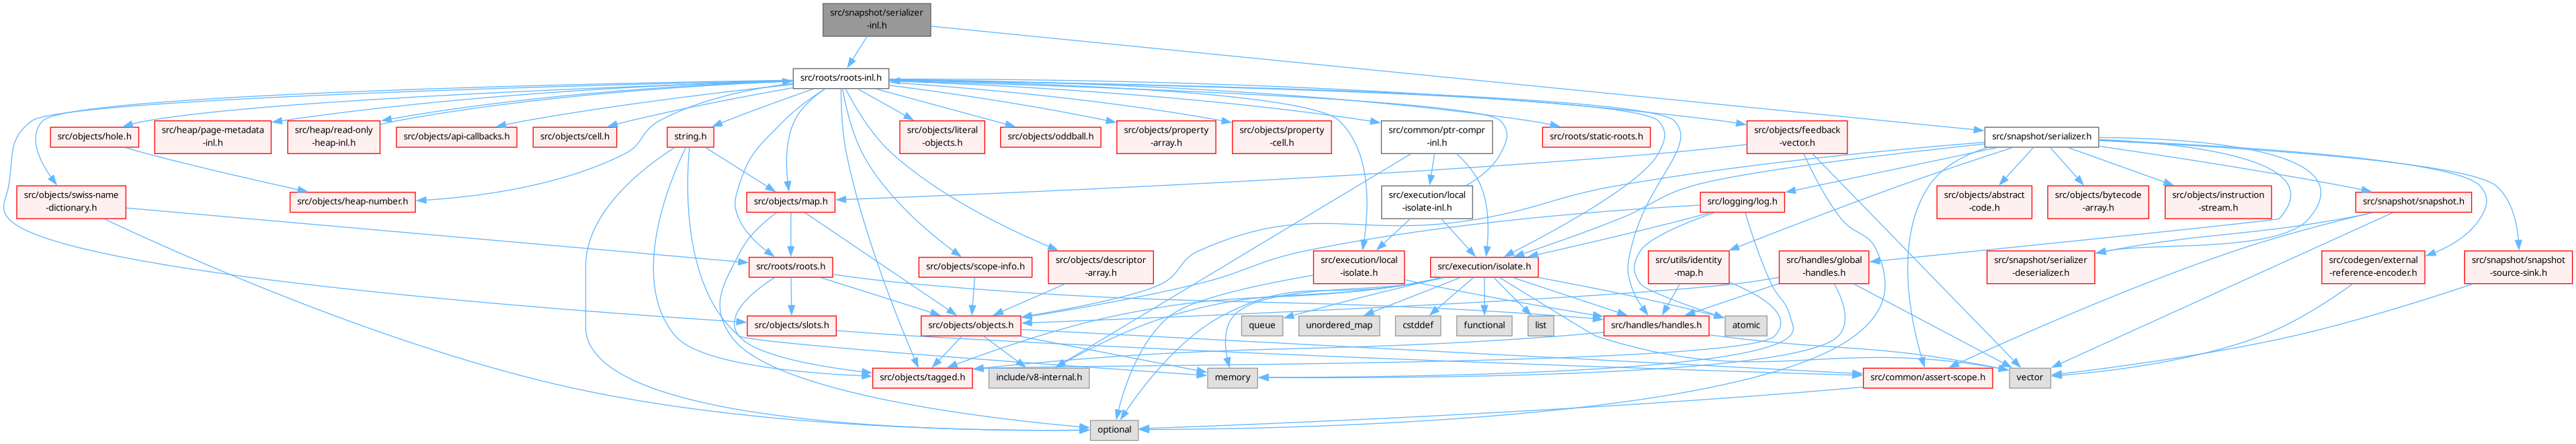 src/snapshot/serializer
-inl.h
src/roots/roots-inl.h
src/objects/hole.h
src/heap/page-metadata
-inl.h
src/heap/read-only
-heap-inl.h
src/objects/api-callbacks.h
src/objects/cell.h
string.h
src/objects/literal
-objects.h
src/objects/oddball.h
src/objects/property
-array.h
src/objects/property
-cell.h
src/common/ptr-compr
-inl.h
src/roots/static-roots.h
src/objects/feedback
-vector.h
src/snapshot/serializer.h
src/objects/swiss-name
-dictionary.h
src/objects/heap-number.h
src/objects/map.h
src/execution/local
-isolate-inl.h
src/logging/log.h
src/objects/abstract
-code.h
src/objects/bytecode
-array.h
src/objects/instruction
-stream.h
src/snapshot/snapshot.h
src/roots/roots.h
src/objects/scope-info.h
src/objects/descriptor
-array.h
src/execution/local
-isolate.h
src/execution/isolate.h
src/utils/identity
-map.h
src/handles/global
-handles.h
src/snapshot/serializer
-deserializer.h
src/codegen/external
-reference-encoder.h
src/snapshot/snapshot
-source-sink.h
src/objects/slots.h
src/objects/objects.h
queue
unordered_map
cstddef
functional
list
src/handles/handles.h
atomic
src/objects/tagged.h
include/v8-internal.h
memory
src/common/assert-scope.h
vector
optional